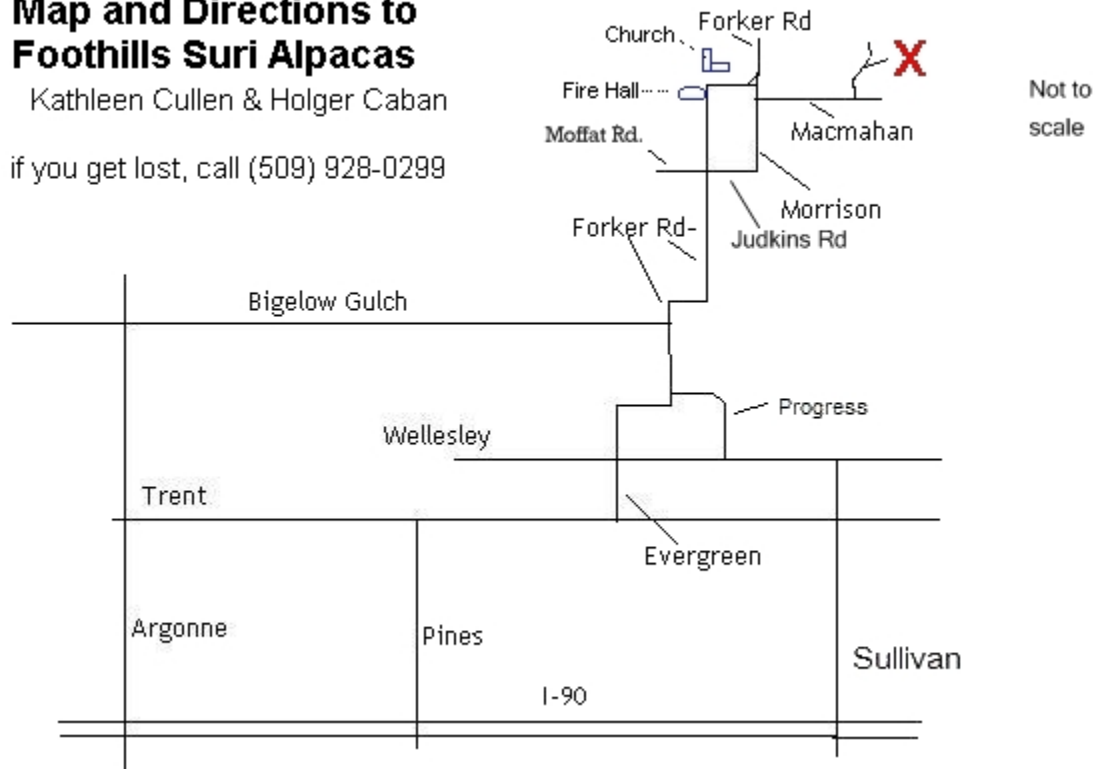 Map and Directions to
Foothills Suri Alpacas
Kathleen Cullen & Holger Caban
if you get lost, call (509) 928-0299
Forker Rd
Church
Fire Hall
X
Not to
scale
Macmahan
Moffat Rd.
Morrison
Forker Rd-
Judkins Rd
Bigelow Gulch
Progress
Wellesley
Trent
Evergreen
Argonne
Pines
Sullivan
I-90